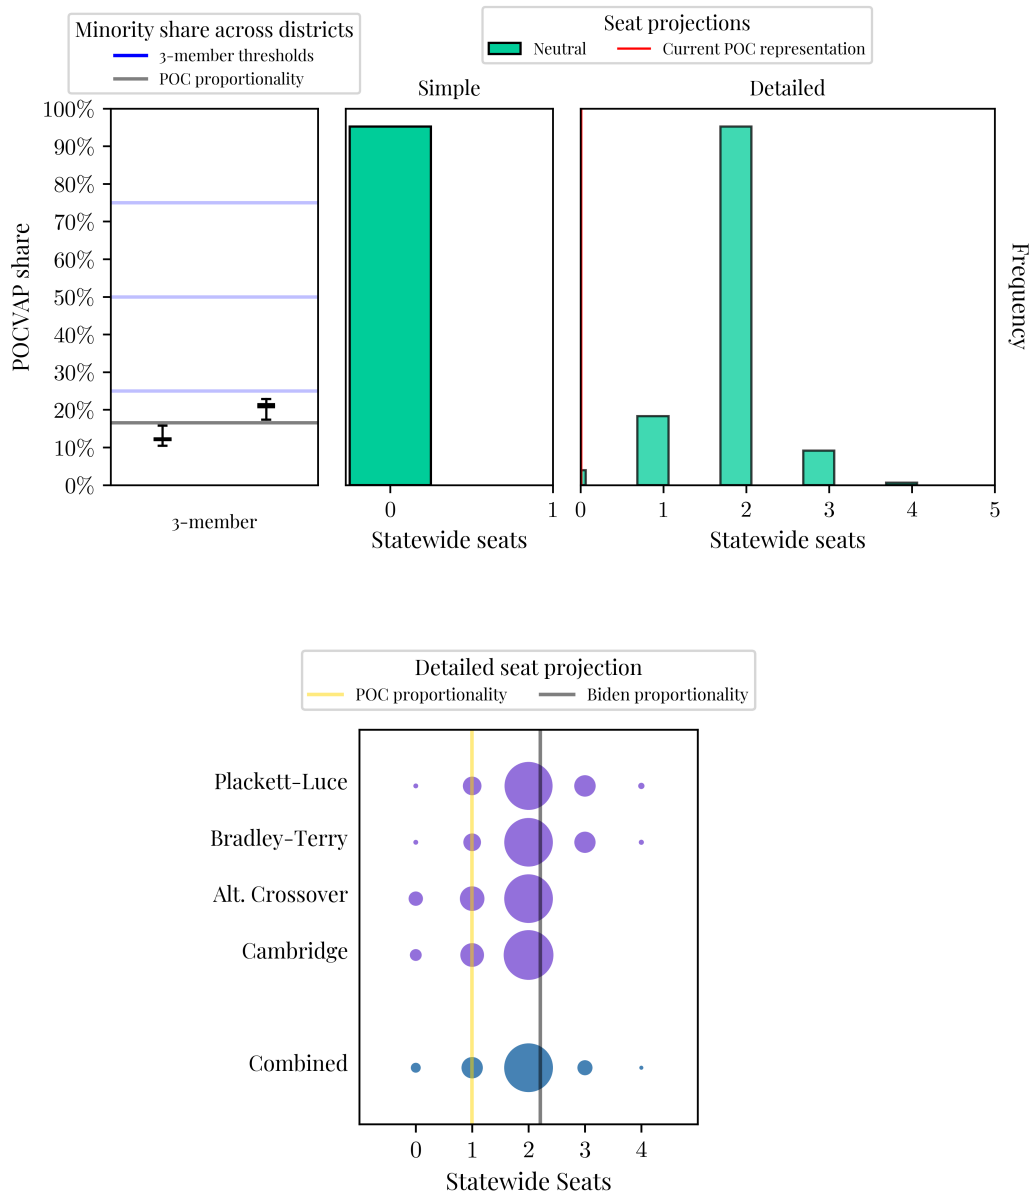 Minority share across districts
3-member thresholds
POC proportionality
Seat projections
Neutral
Current POC representation
Simple
Detailed
100%
90%
80%
70%
60%
50%
40%
30%
20%
10%
0%
POCVAP share
3-member
0
1
Statewide seats
0
1
2
3
4
5
Statewide seats
Frequency
Detailed seat projection
POC proportionality
Biden proportionality
Plackett-Luce
Bradley-Terry
Alt. Crossover
Cambridge
Combined
0
1
2
3
4
Statewide Seats